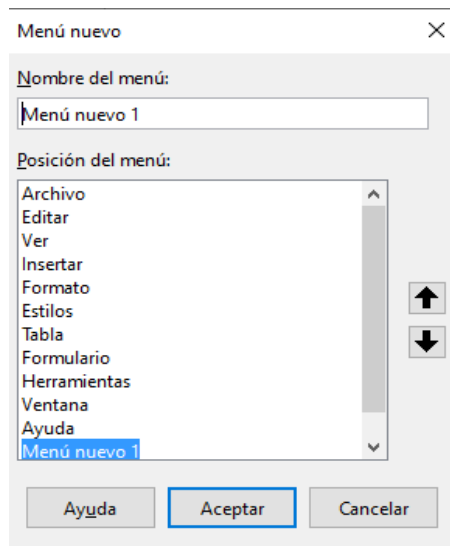 Menú nuevo
Nombre del menú:
Menú nuevo 1
Posición del menú:
Archivo
Editar
Ver
Insertar
Formato
Estilos
Tabla
Formulario
Herramientas
Ventana
Ayuda
Menú nuevo 1
Ayuda Aceptar Cancelar